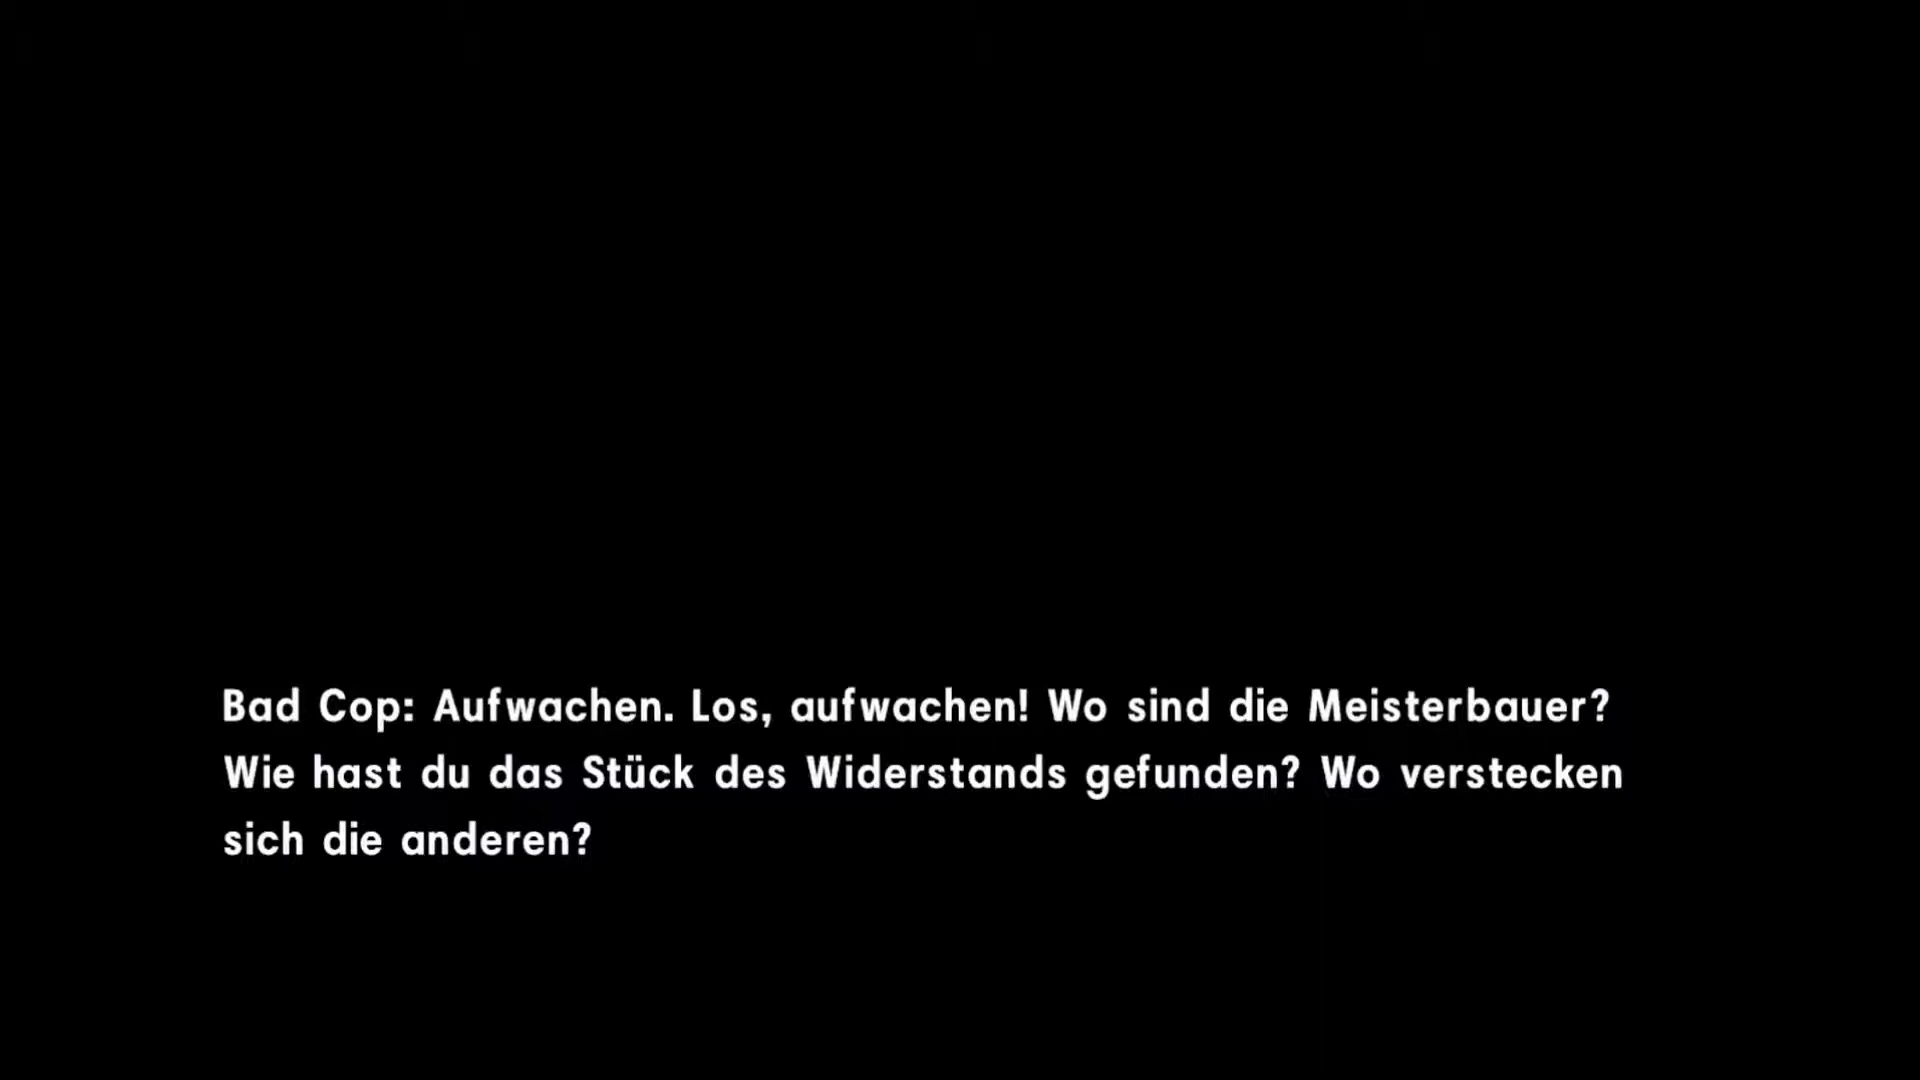 Bad Cop: Aufwachen. Los, aufwachen! Wo sind die Meisterbauer?
Wie hast du das Stück des Widerstands gefunden? Wo verstecken
sich die anderen?